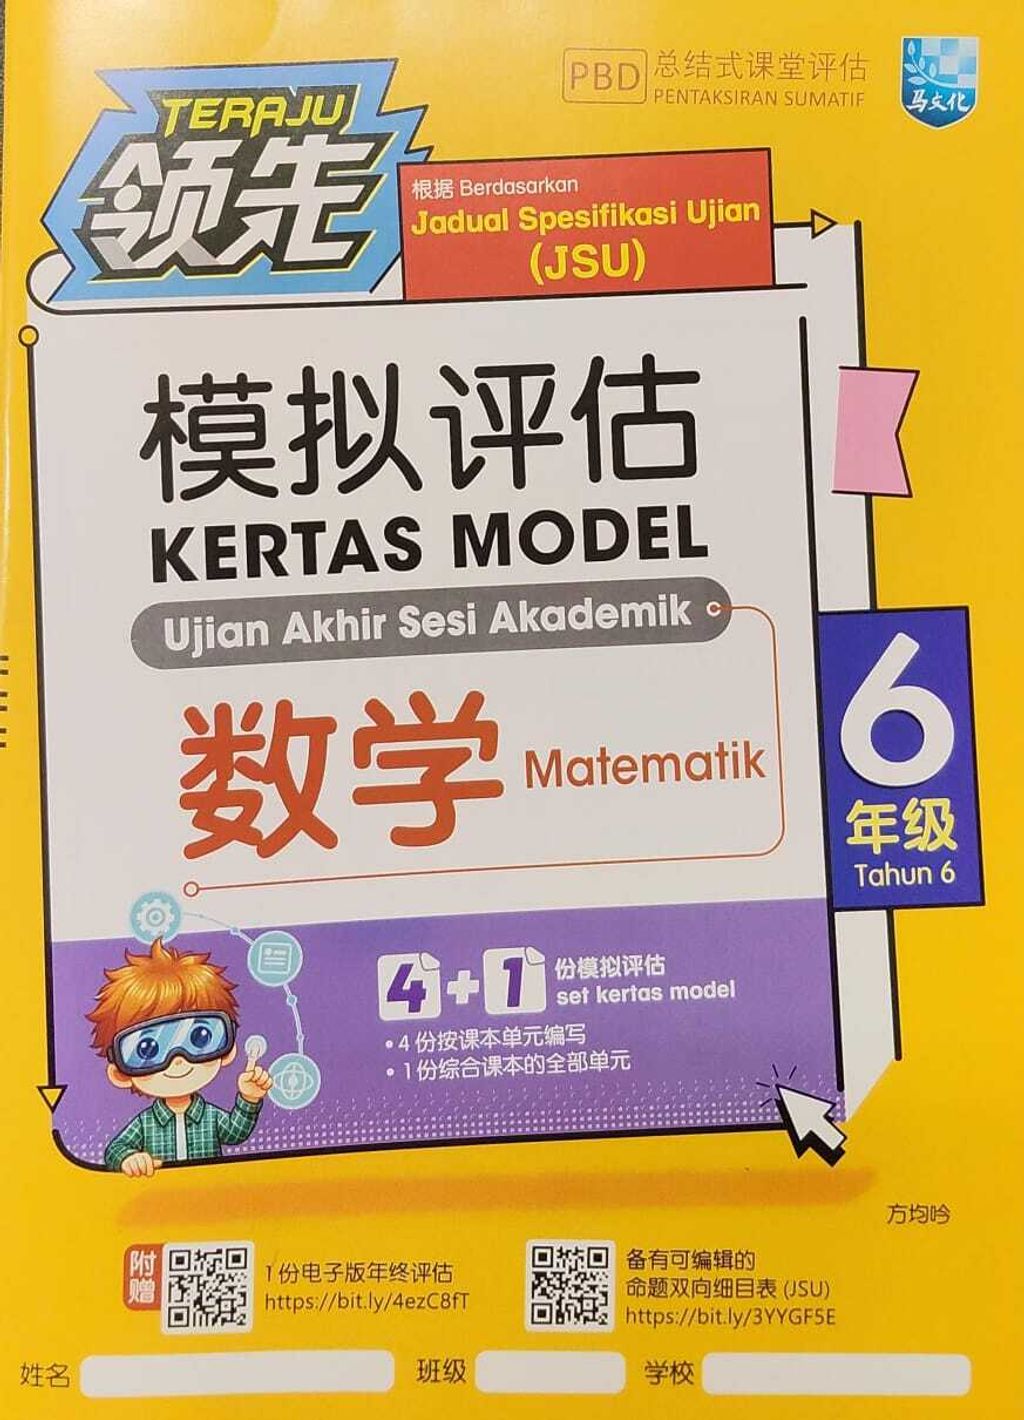 PBD 总结式课堂评估
PENTAKSIRAN SUMATIF
马文化
TERAJU
领先
根据 Berdasarkan
Jadual Spesifikasi Ujian
(JSU)
模拟评估
KERTAS MODEL
Ujian Akhir Sesi Akademik
数学 Matematik
6
年级
Tahun 6
4+1 份模拟评估
set kertas model
• 4 份按课本单元编写
• 1份综合课本的全部单元
方均吟
附赠
1份电子版年终评估
https://bit.ly/4ezC8fT
备有可编辑的
命题双向细目表 (JSU)
https://bit.ly/3YYGF5E
姓名 班级 学校